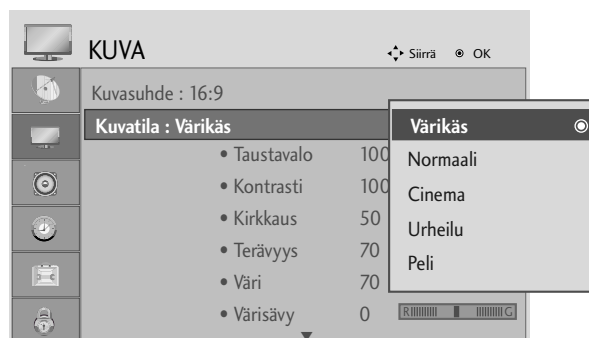 KUVA
Siirrä OK
Kuvasuhde : 16:9
Kuvatila : Värikäs
• Taustavalo 100
• Kontrasti 100
• Kirkkaus 50
• Terävyys 70
• Väri 70
• Värisävy 0 R G
Värikäs
Normaali
Cinema
Urheilu
Peli